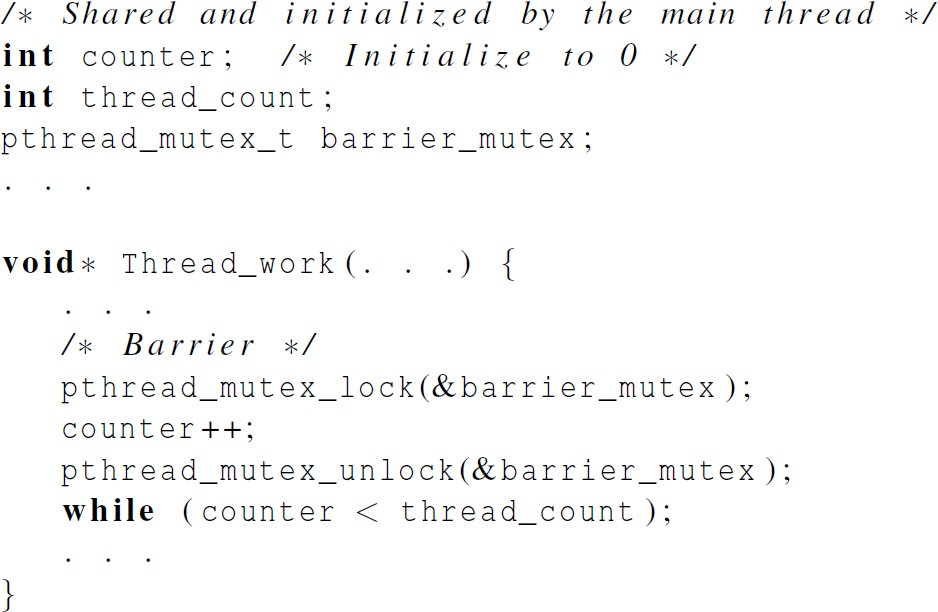 /* Shared and initialized by the main thread */
int counter; /* Initialize to 0 */
int thread_count;
pthread_mutex_t barrier_mutex;
. . .
void* Thread_work(. . .) {
. . .
/* Barrier */
pthread_mutex_lock(&barrier_mutex);
counter++;
pthread_mutex_unlock(&barrier_mutex);
while (counter < thread_count);
. . .
}